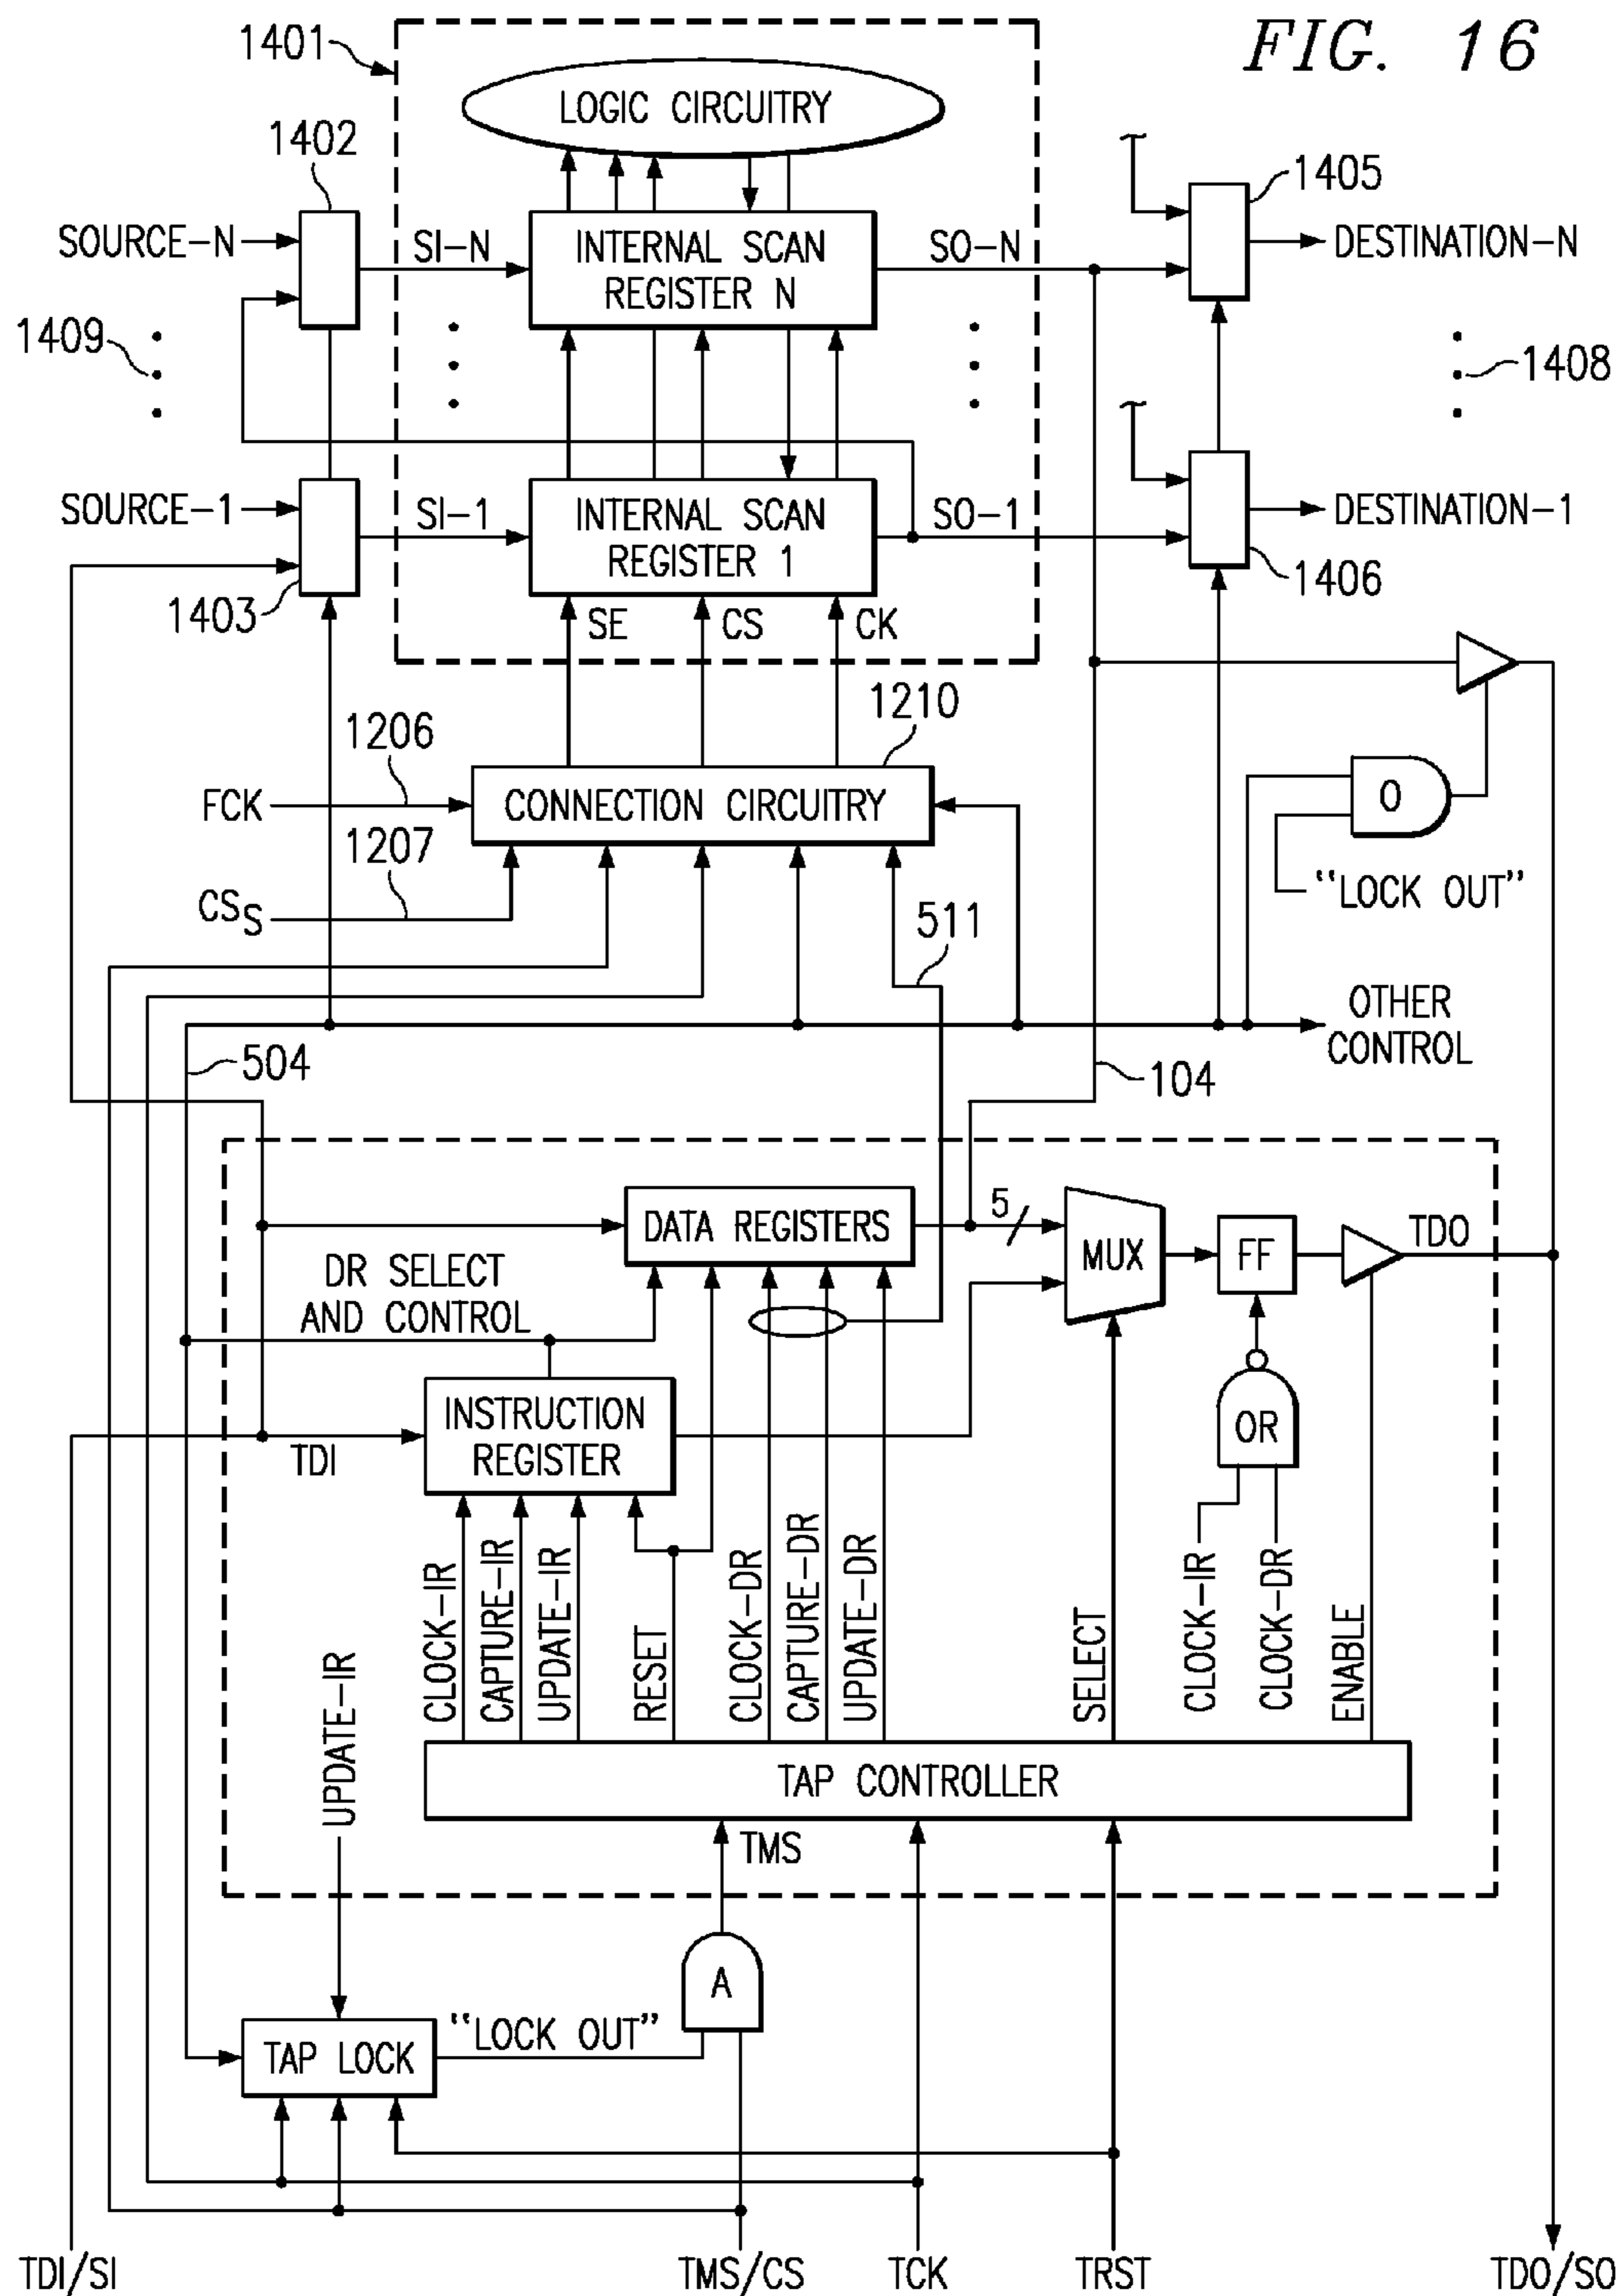 FIG. 16
1401
LOGIC CIRCUITRY
1402
1405
SOURCE-N
SI-N
INTERNAL SCAN
REGISTER N
SO-N
DESTINATION-N
1409
1408
SOURCE-1
SI-1
INTERNAL SCAN
REGISTER 1
SO-1
DESTINATION-1
1403
1406
SE
CS
CK
1210
1206
FCK
CONNECTION CIRCUITRY
O
1207
"LOCK OUT"
CSS
511
OTHER
CONTROL
504
104
DATA REGISTERS
5
MUX
FF
TDO
DR SELECT
AND CONTROL
INSTRUCTION
REGISTER
TDI
OR
CLOCK-IR
CAPTURE-IR
UPDATE-IR
RESET
CLOCK-DR
CAPTURE-DR
UPDATE-DR
SELECT
CLOCK-IR
CLOCK-DR
ENABLE
UPDATE-IR
TAP CONTROLLER
TMS
A
TAP LOCK
"LOCK OUT"
TDI/SI
TMS/CS
TCK
TRST
TDO/SO